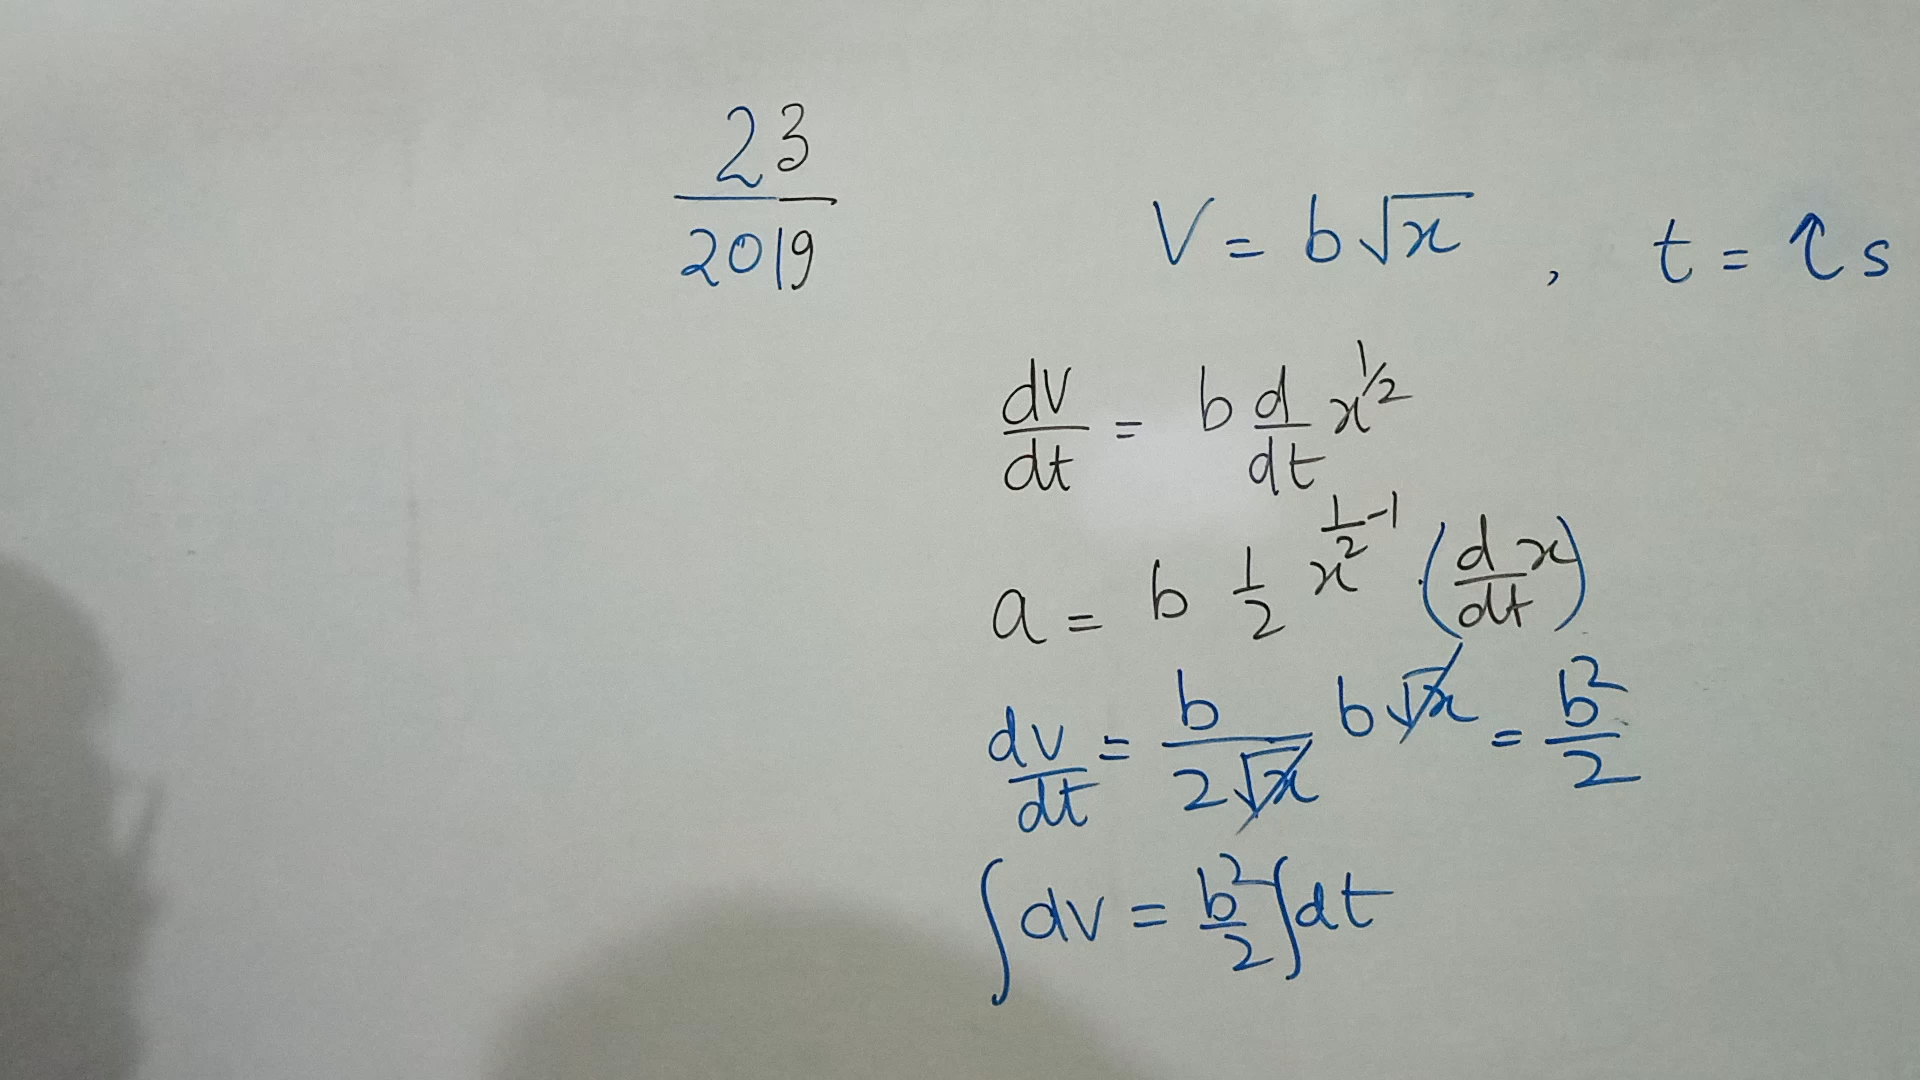 23
2019
V = b√x , t = τ s
dv/dt = b d/dt x^1/2
a = b 1/2 x^(1/2 -1) . (d/dt x)
dv/dt = b/2√x b√x = b²/2
∫dv = b²/2 ∫dt